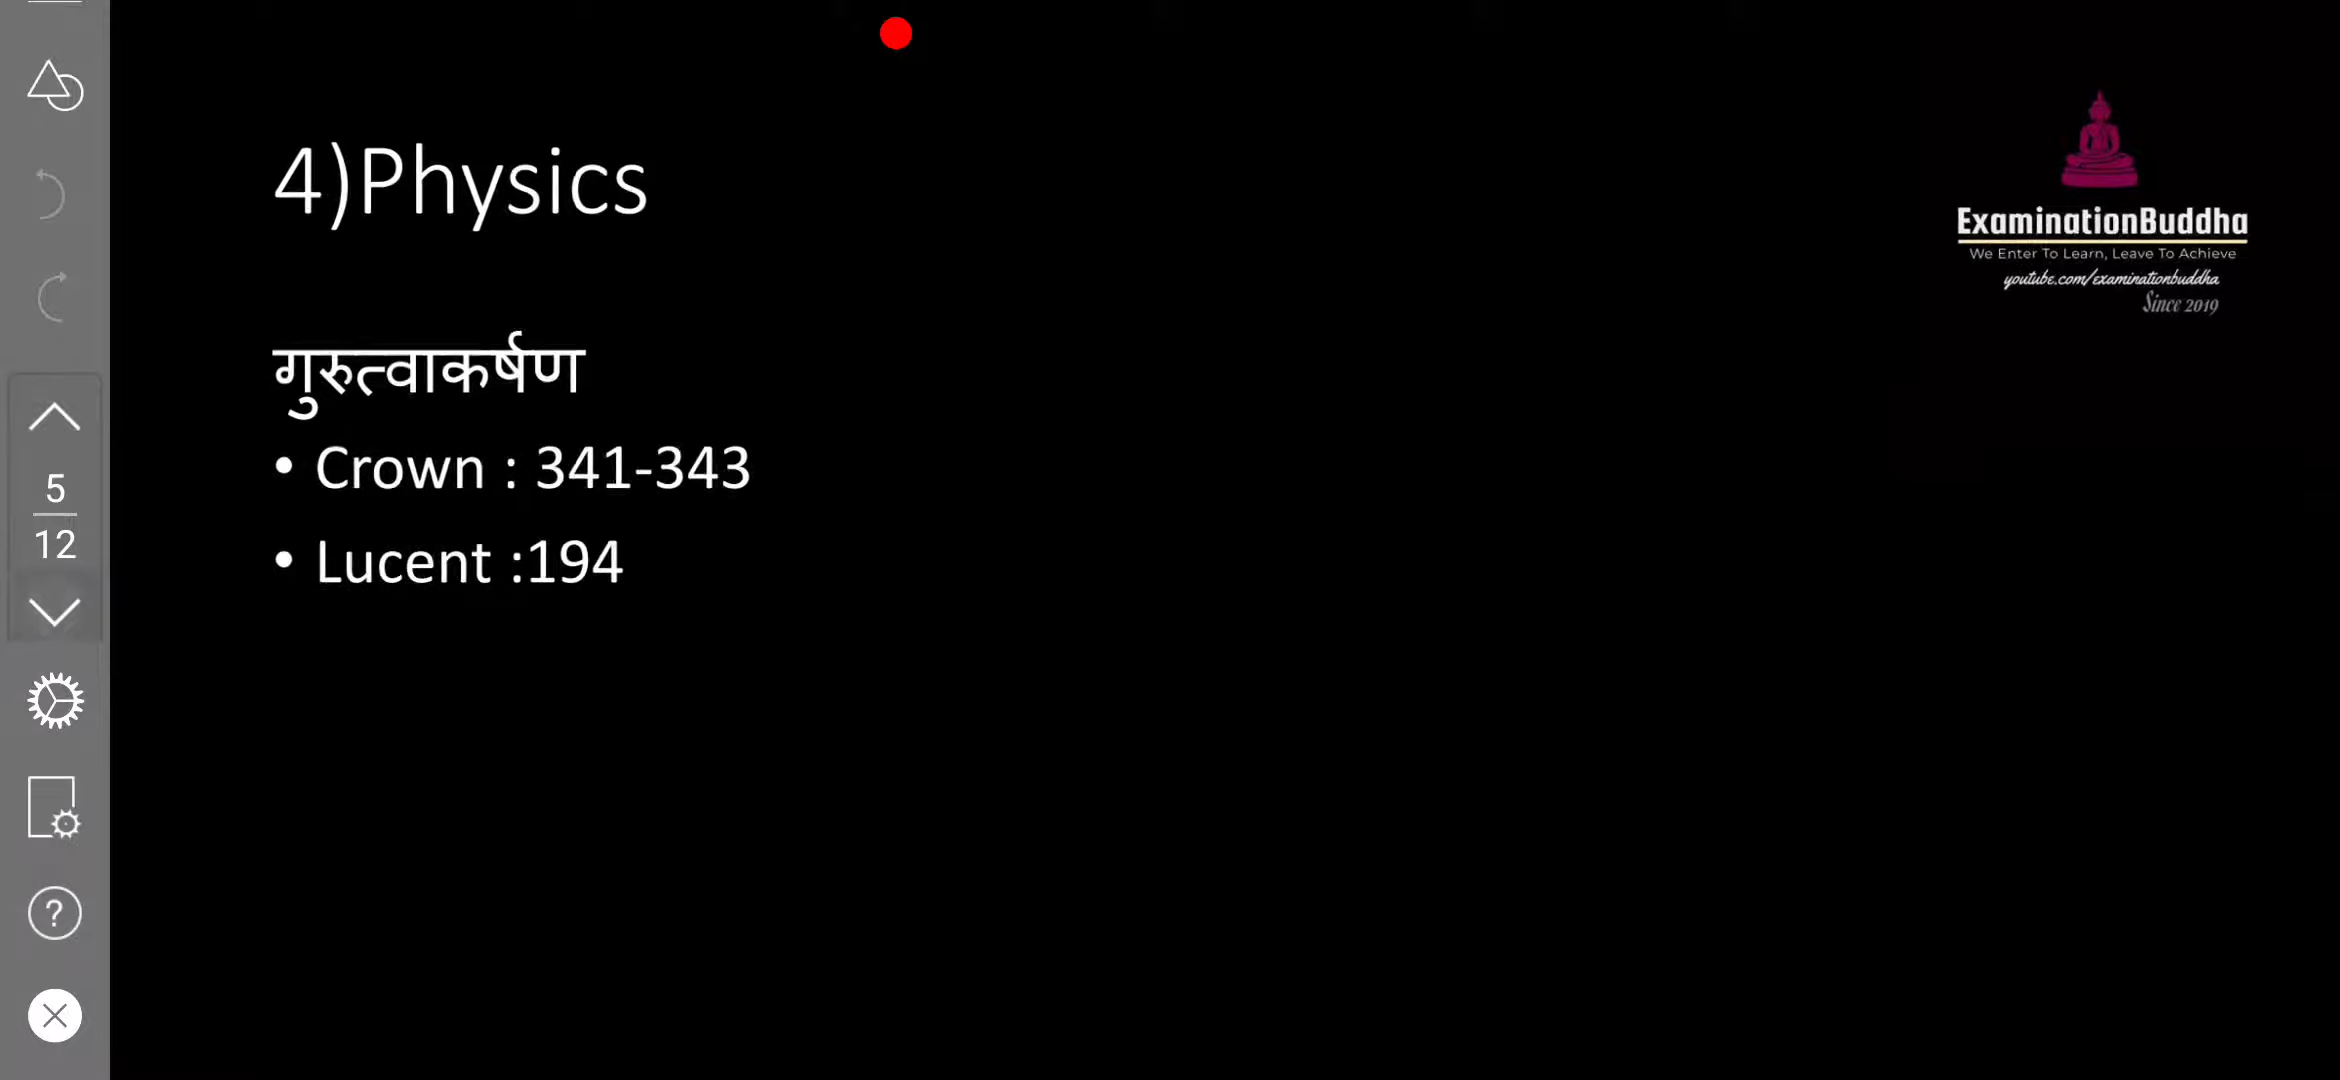 4)Physics
ExaminationBuddha
We Enter To Learn, Leave To Achieve
youtube.com/examinationbuddha
Since 2019
गुरुत्वाकर्षण
• Crown : 341-343
• Lucent :194
5
12
?